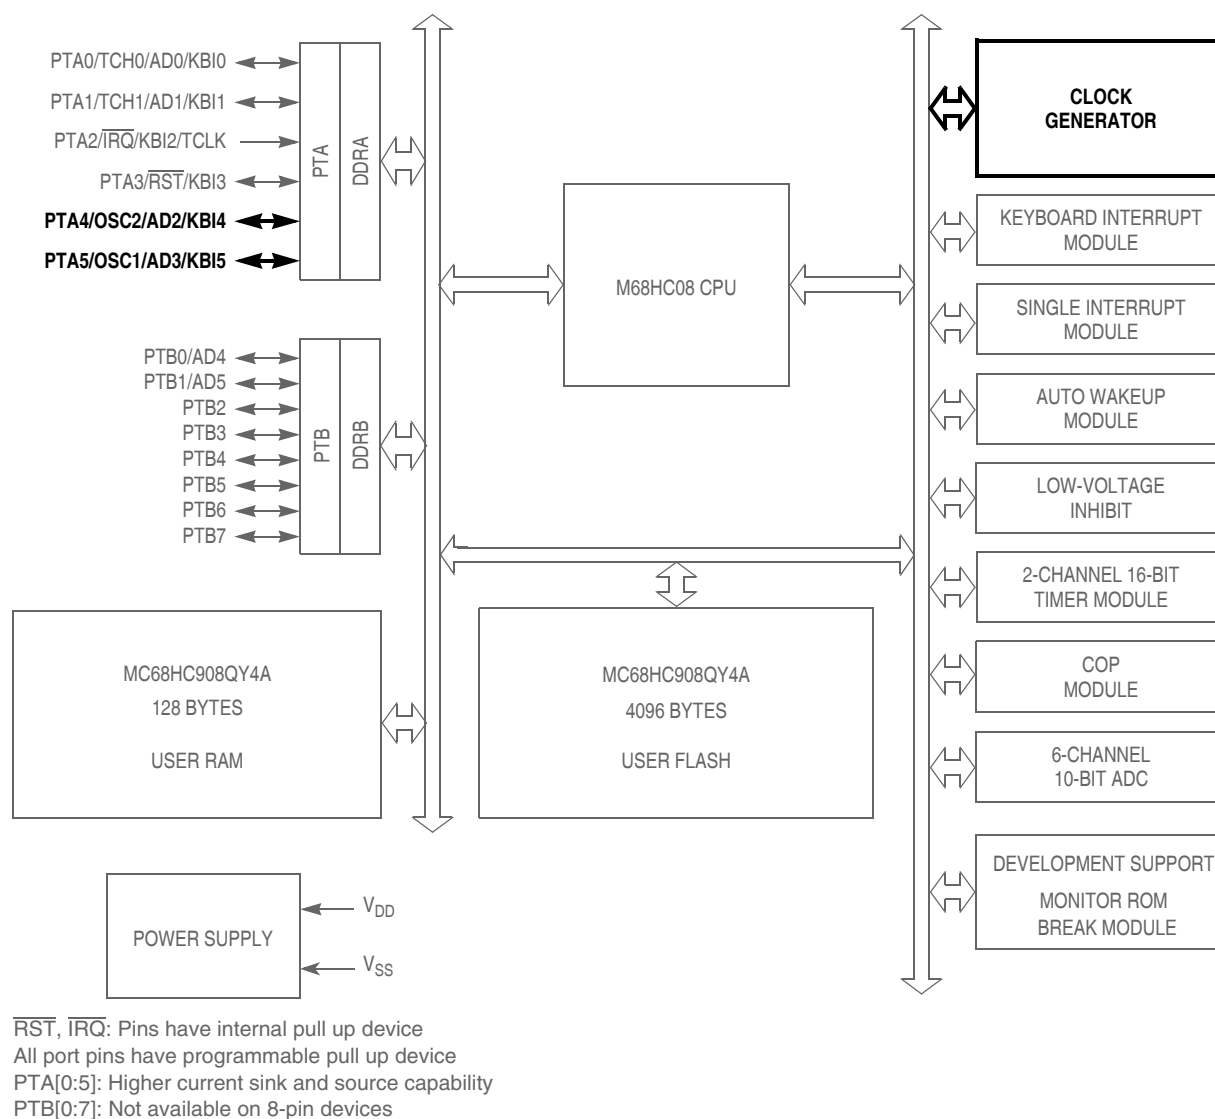 PTA0/TCH0/AD0/KBI0
PTA1/TCH1/AD1/KBI1
PTA2/IRQ/KBI2/TCLK
PTA3/RST/KBI3
PTA4/OSC2/AD2/KBI4
PTA5/OSC1/AD3/KBI5
PTA
DDRA
PTB0/AD4
PTB1/AD5
PTB2
PTB3
PTB4
PTB5
PTB6
PTB7
PTB
DDRB
M68HC08 CPU
CLOCK
GENERATOR
KEYBOARD INTERRUPT
MODULE
SINGLE INTERRUPT
MODULE
AUTO WAKEUP
MODULE
LOW-VOLTAGE
INHIBIT
2-CHANNEL 16-BIT
TIMER MODULE
COP
MODULE
6-CHANNEL
10-BIT ADC
DEVELOPMENT SUPPORT
MONITOR ROM
BREAK MODULE
MC68HC908QY4A
128 BYTES
USER RAM
MC68HC908QY4A
4096 BYTES
USER FLASH
POWER SUPPLY
VDD
VSS
RST, IRQ: Pins have internal pull up device
All port pins have programmable pull up device
PTA[0:5]: Higher current sink and source capability
PTB[0:7]: Not available on 8-pin devices